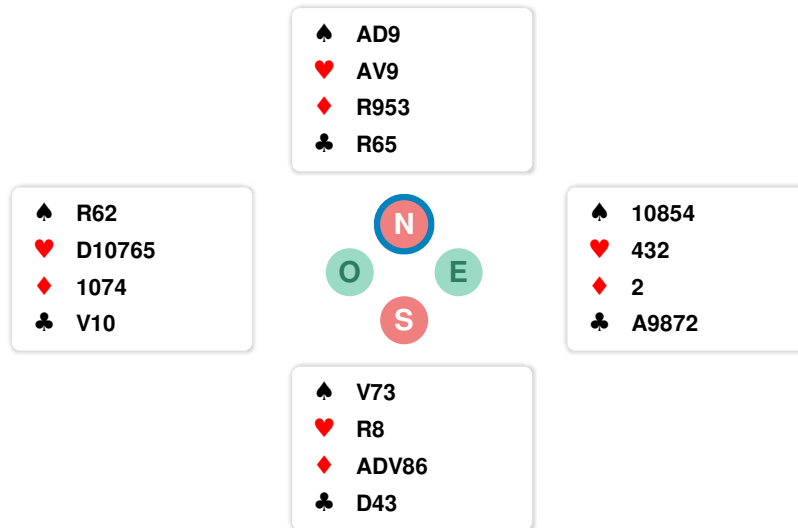 ♠ AD9
♥ AV9
♦ R953
♣ R65
♠ R62
♥ D10765
♦ 1074
♣ V10
N
O E
S
♠ 10854
♥ 432
♦ 2
♣ A9872
♠ V73
♥ R8
♦ ADV86
♣ D43